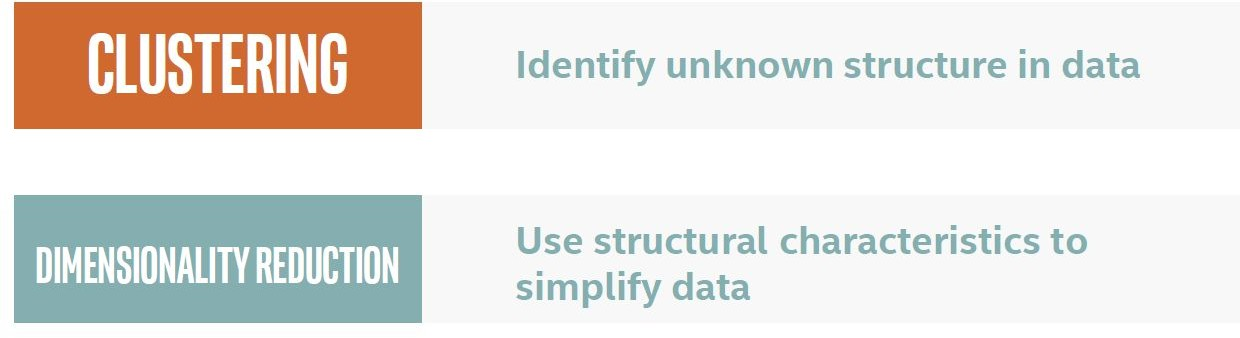 CLUSTERING
Identify unknown structure in data
DIMENSIONALITY REDUCTION
Use structural characteristics to
simplify data